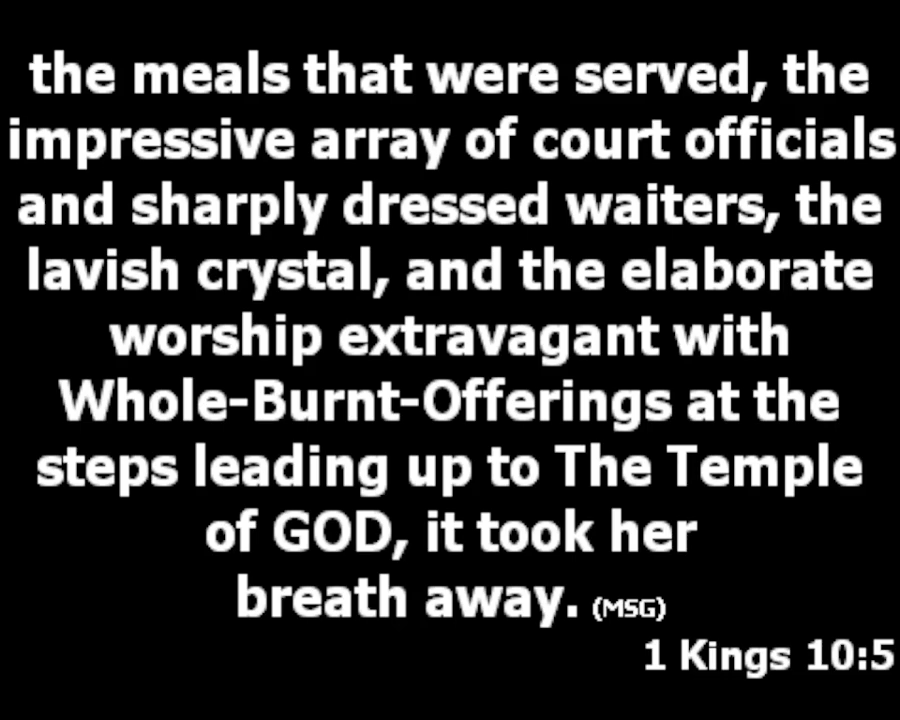 the meals that were served, the
impressive array of court officials
and sharply dressed waiters, the
lavish crystal, and the elaborate
worship extravagant with
Whole-Burnt-Offerings at the
steps leading up to The Temple
of GOD, it took her
breath away. (MSG)
1 Kings 10:5